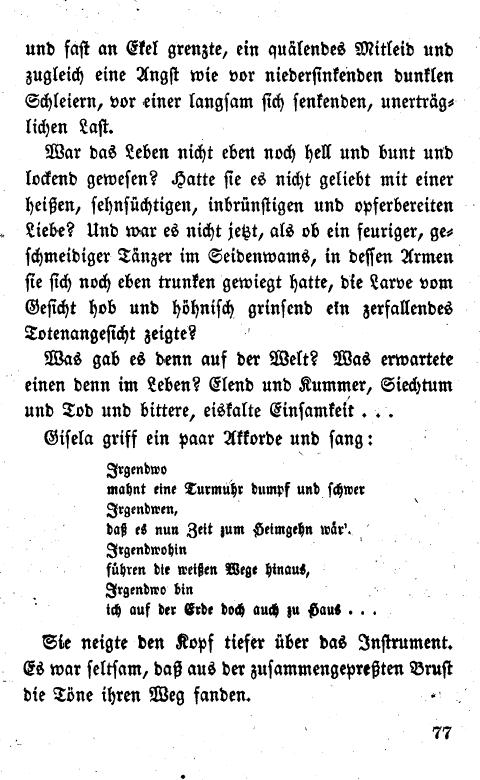 und fast an Ekel grenzte, ein quälendes Mitleid und
zugleich eine Angst wie vor niedersinkenden dunklen
Schleiern, vor einer langsam sich senkenden, unerträg-
lichen Last.
War das Leben nicht eben noch hell und bunt und
lockend gewesen? Hatte sie es nicht geliebt mit einer
heißen, sehnsüchtigen, inbrünstigen und opferbereiten
Liebe? Und war es nicht jetzt, als ob ein feuriger, ge-
schmeidiger Tänzer im Seidenwams, in dessen Armen
sie sich noch eben trunken gewiegt hatte, die Larve vom
Gesicht hob und höhnisch grinsend ein zerfallendes
Totenangesicht zeigte?
Was gab es denn auf der Welt? Was erwartete
einen denn im Leben? Elend und Kummer, Siechtum
und Tod und bittere, eiskalte Einsamkeit . . .
Gisela griff ein paar Akkorde und sang:
Irgendwo
mahnt eine Turmuhr dumpf und schwer
Irgendwen,
daß es nun Zeit zum Heimgehn wär'.
Irgendwohin
führen die weißen Wege hinaus,
Irgendwo bin
ich auf der Erde doch auch zu Haus . . .
Sie neigte den Kopf tiefer über das Instrument.
Es war seltsam, daß aus der zusammengepreßten Brust
die Töne ihren Weg fanden.
77